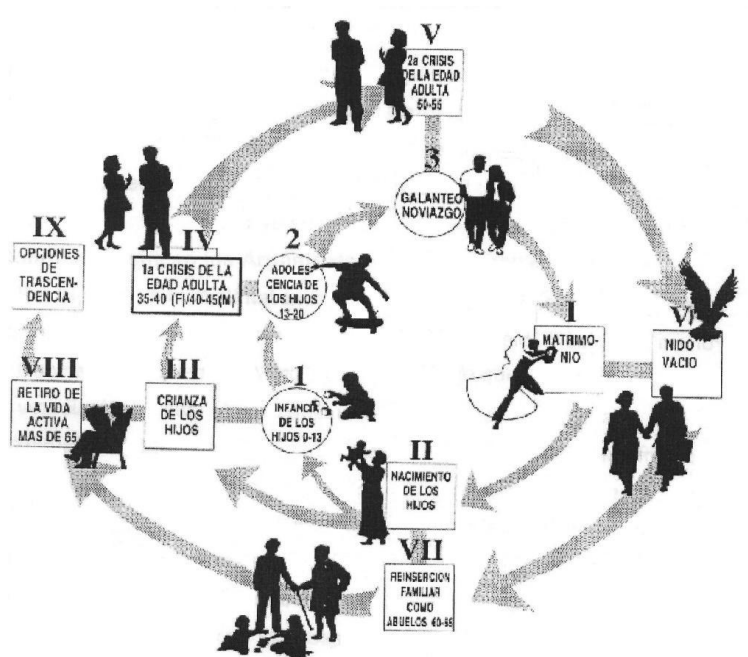 V
2a CRISIS
DE LA EDAD
ADULTA
50-55
3
GALANTEO
NOVIAZGO
IX
OPCIONES
DE
TRASCEN-
DENCIA
IV
1a CRISIS DE LA
EDAD ADULTA
35-40 (F)/40-45(M)
2
ADOLES
CENCIA DE
LOS HIJOS
13-20
I
MATRIMO-
NIO
VI
NIDO
VACIO
VIII
RETIRO DE
LA VIDA
ACTIVA
MAS DE 65
III
CRIANZA
DE LOS
HIJOS
1
INFANCIA
DE LOS
HIJOS 0-13
II
NACIMIENTO
DE LOS
HIJOS
VII
REINSERCION
FAMILIAR
COMO
ABUELOS 60-65